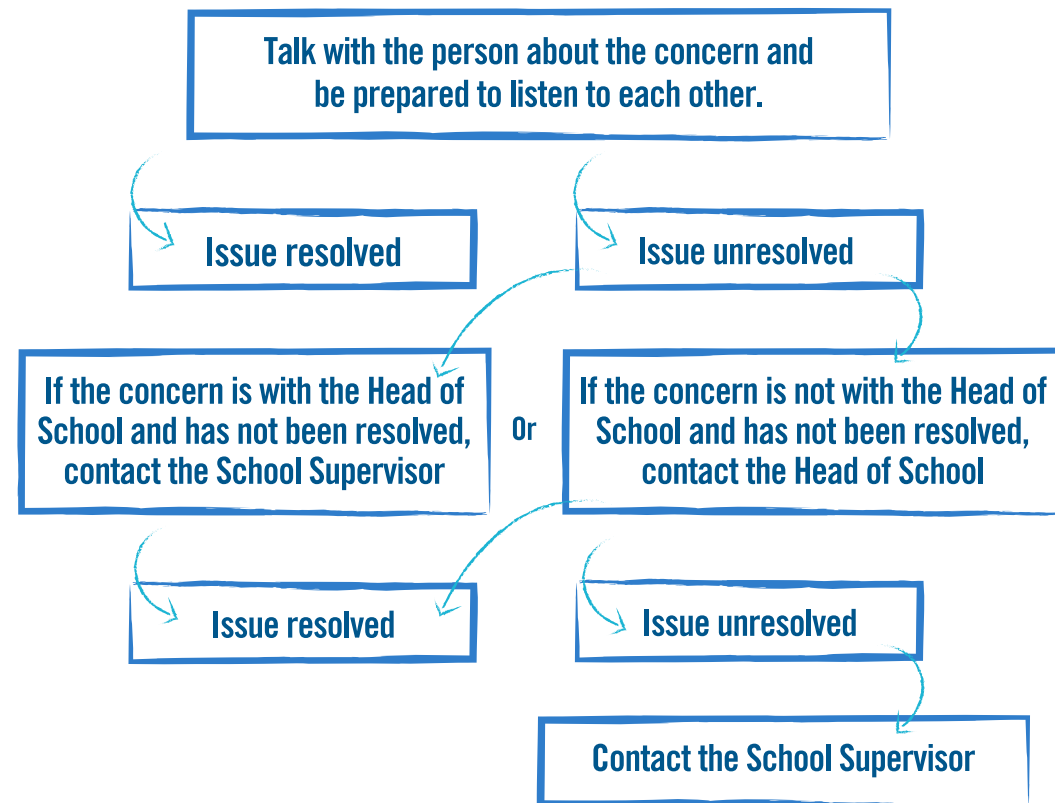 Talk with the person about the concern and
be prepared to listen to each other.
Issue resolved
Issue unresolved
If the concern is with the Head of
School and has not been resolved,
contact the School Supervisor
Or
If the concern is not with the Head of
School and has not been resolved,
contact the Head of School
Issue resolved
Issue unresolved
Contact the School Supervisor